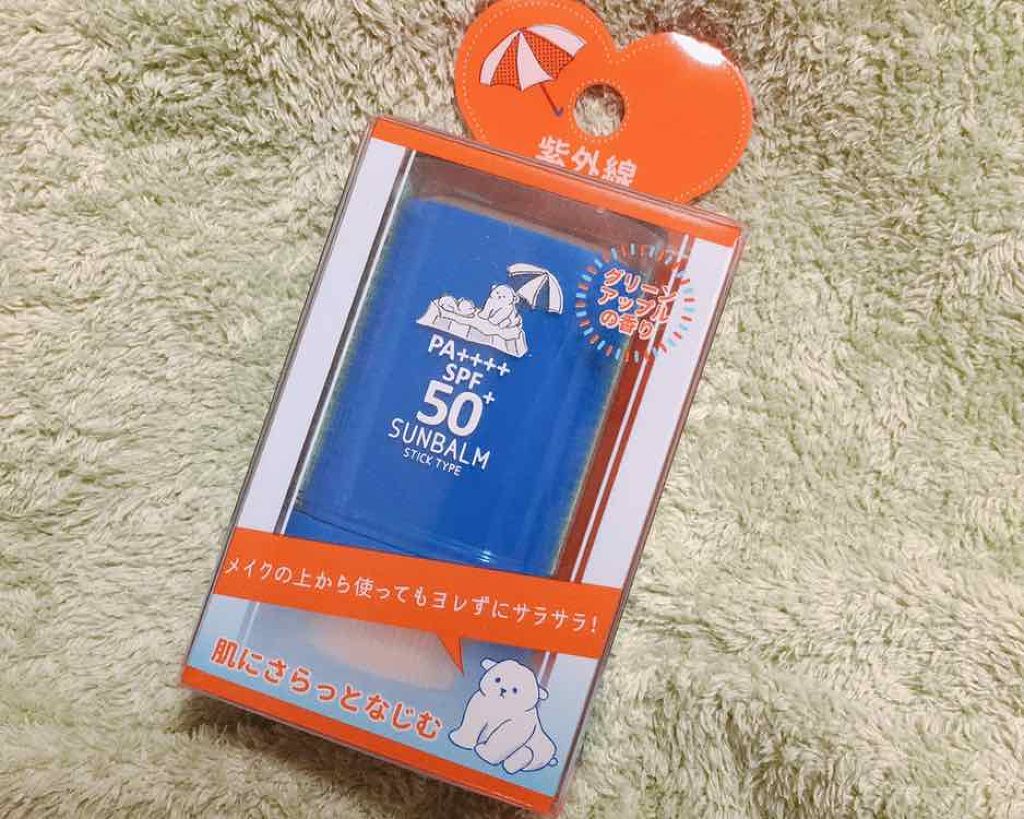 紫外線
グリーン
アップル
の香り
PA++++
SPF
50+
SUNBALM
STICK TYPE
メイクの上から使ってもヨレずにサラサラ!
肌にさらっとなじむ